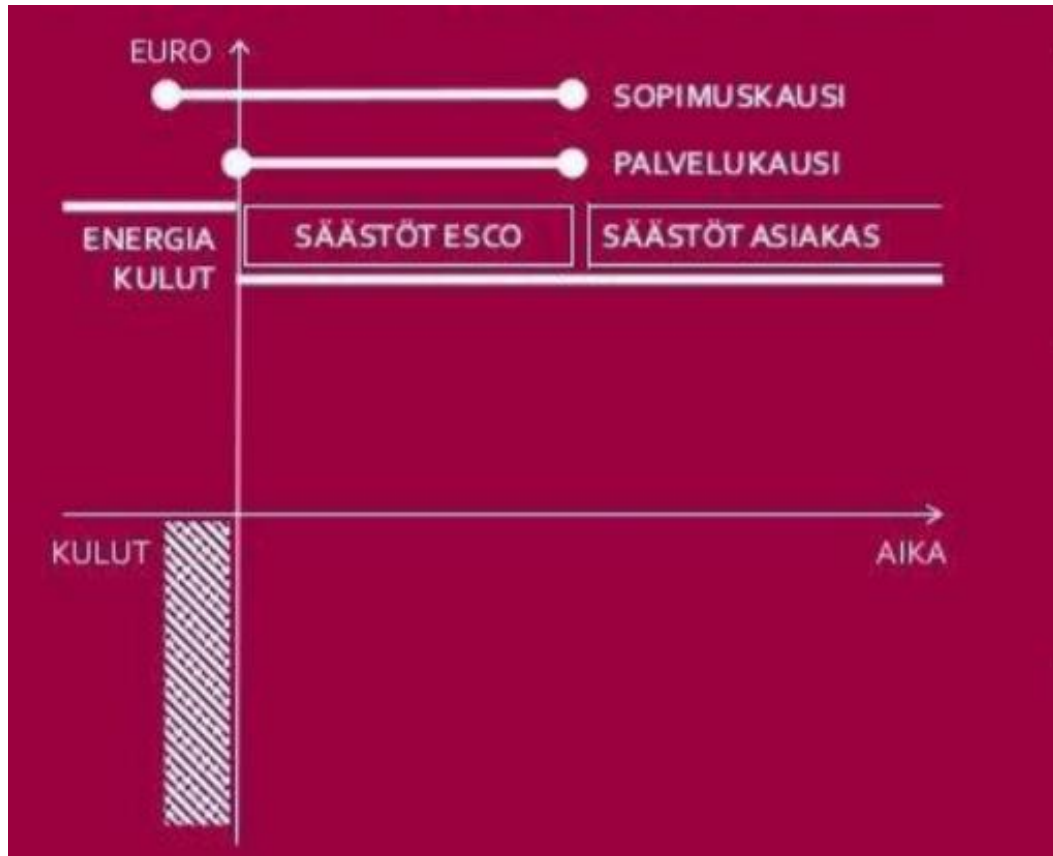 EURO
SOPIMUSKAUSI
PALVELUKAUSI
ENERGIA
KULUT
SÄÄSTÖT ESCO
SÄÄSTÖT ASIAKAS
KULUT
AIKA